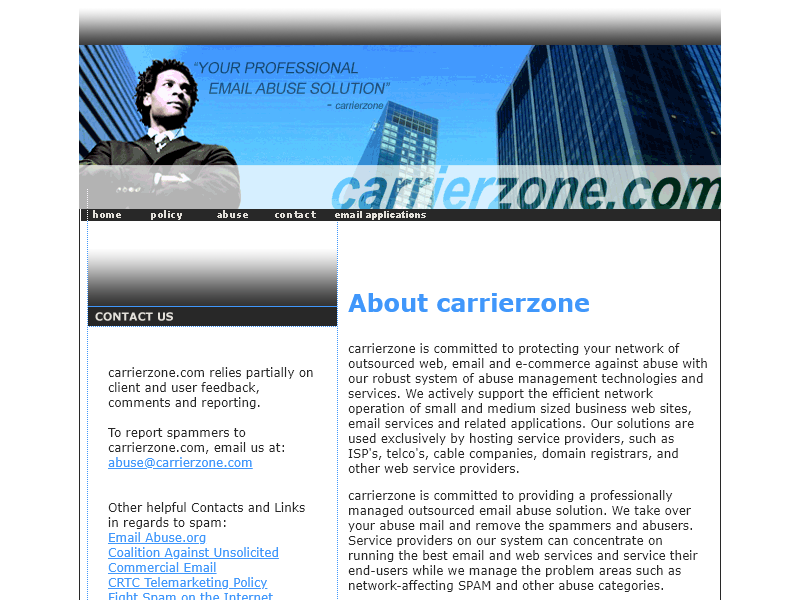 "YOUR PROFESSIONAL
EMAIL ABUSE SOLUTION"
- carrierzone
carrierzone.com
home policy abuse contact email applications
CONTACT US
carrierzone.com relies partially on
client and user feedback,
comments and reporting.
To report spammers to
carrierzone.com, email us at:
abuse@carrierzone.com
Other helpful Contacts and Links
in regards to spam:
Email Abuse.org
Coalition Against Unsolicited
Commercial Email
CRTC Telemarketing Policy
Fight Spam on the Internet
About carrierzone
carrierzone is committed to protecting your network of
outsourced web, email and e-commerce against abuse with
our robust system of abuse management technologies and
services. We actively support the efficient network
operation of small and medium sized business web sites,
email services and related applications. Our solutions are
used exclusively by hosting service providers, such as
ISP's, telco's, cable companies, domain registrars, and
other web service providers.
carrierzone is committed to providing a professionally
managed outsourced email abuse solution. We take over
your abuse mail and remove the spammers and abusers.
Service providers on our system can concentrate on
running the best email and web services and service their
end-users while we manage the problem areas such as
network-affecting SPAM and other abuse categories.